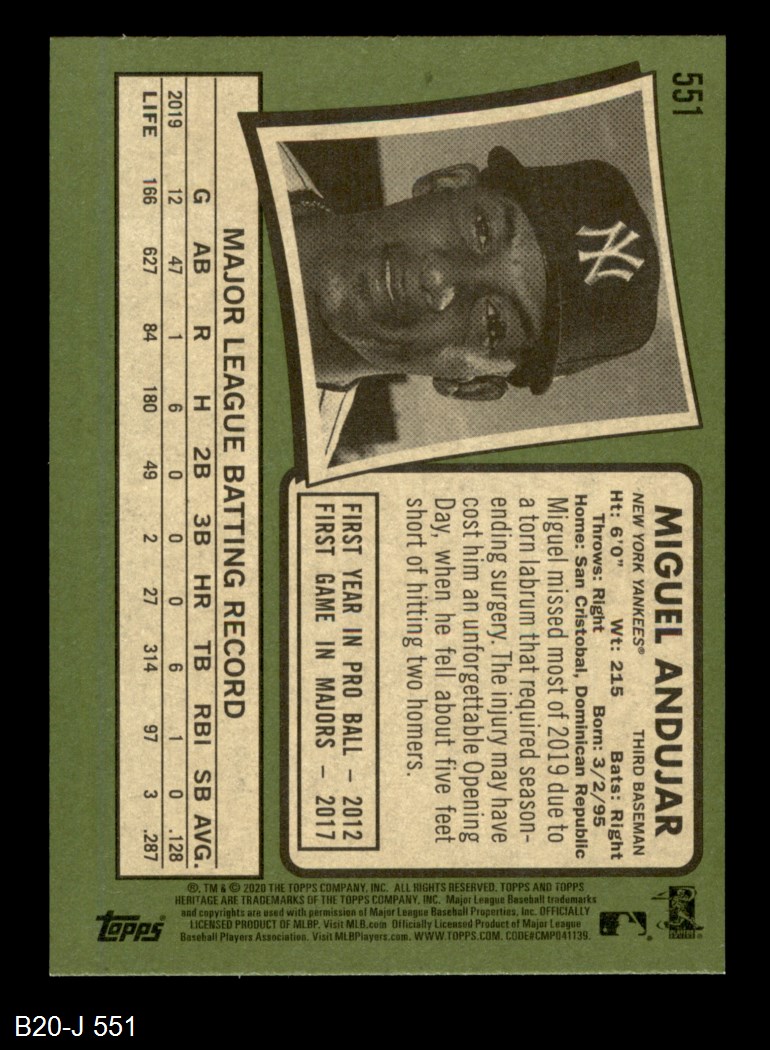 551
MIGUEL ANDUJAR
NEW YORK YANKEES® THIRD BASEMAN
Ht: 6'0" Wt: 215 Bats: Right
Throws: Right Born: 3/2/95
Home: San Cristobal, Dominican Republic
Miguel missed most of 2019 due to
a torn labrum that required season-
ending surgery. The injury may have
cost him an unforgettable Opening
Day, when he fell about five feet
short of hitting two homers.
FIRST YEAR IN PRO BALL – 2012
FIRST GAME IN MAJORS – 2017
MAJOR LEAGUE BATTING RECORD
G AB R H 2B 3B HR TB RBI SB AVG.
2019 12 47 1 6 0 0 0 6 1 0 .128
LIFE 166 627 84 180 49 2 27 314 97 3 .287
®, TM & © 2020 THE TOPPS COMPANY, INC. ALL RIGHTS RESERVED. TOPPS AND TOPPS
HERITAGE ARE TRADEMARKS OF THE TOPPS COMPANY, INC. Major League Baseball trademarks
and copyrights are used with permission of Major League Baseball Properties, Inc. OFFICIALLY
LICENSED PRODUCT OF MLBP. Visit MLB.com Officially Licensed Product of Major League
Baseball Players Association. Visit MLBPlayers.com. WWW.TOPPS.COM. CODE#CMP041139.
topps®
B20-J 551